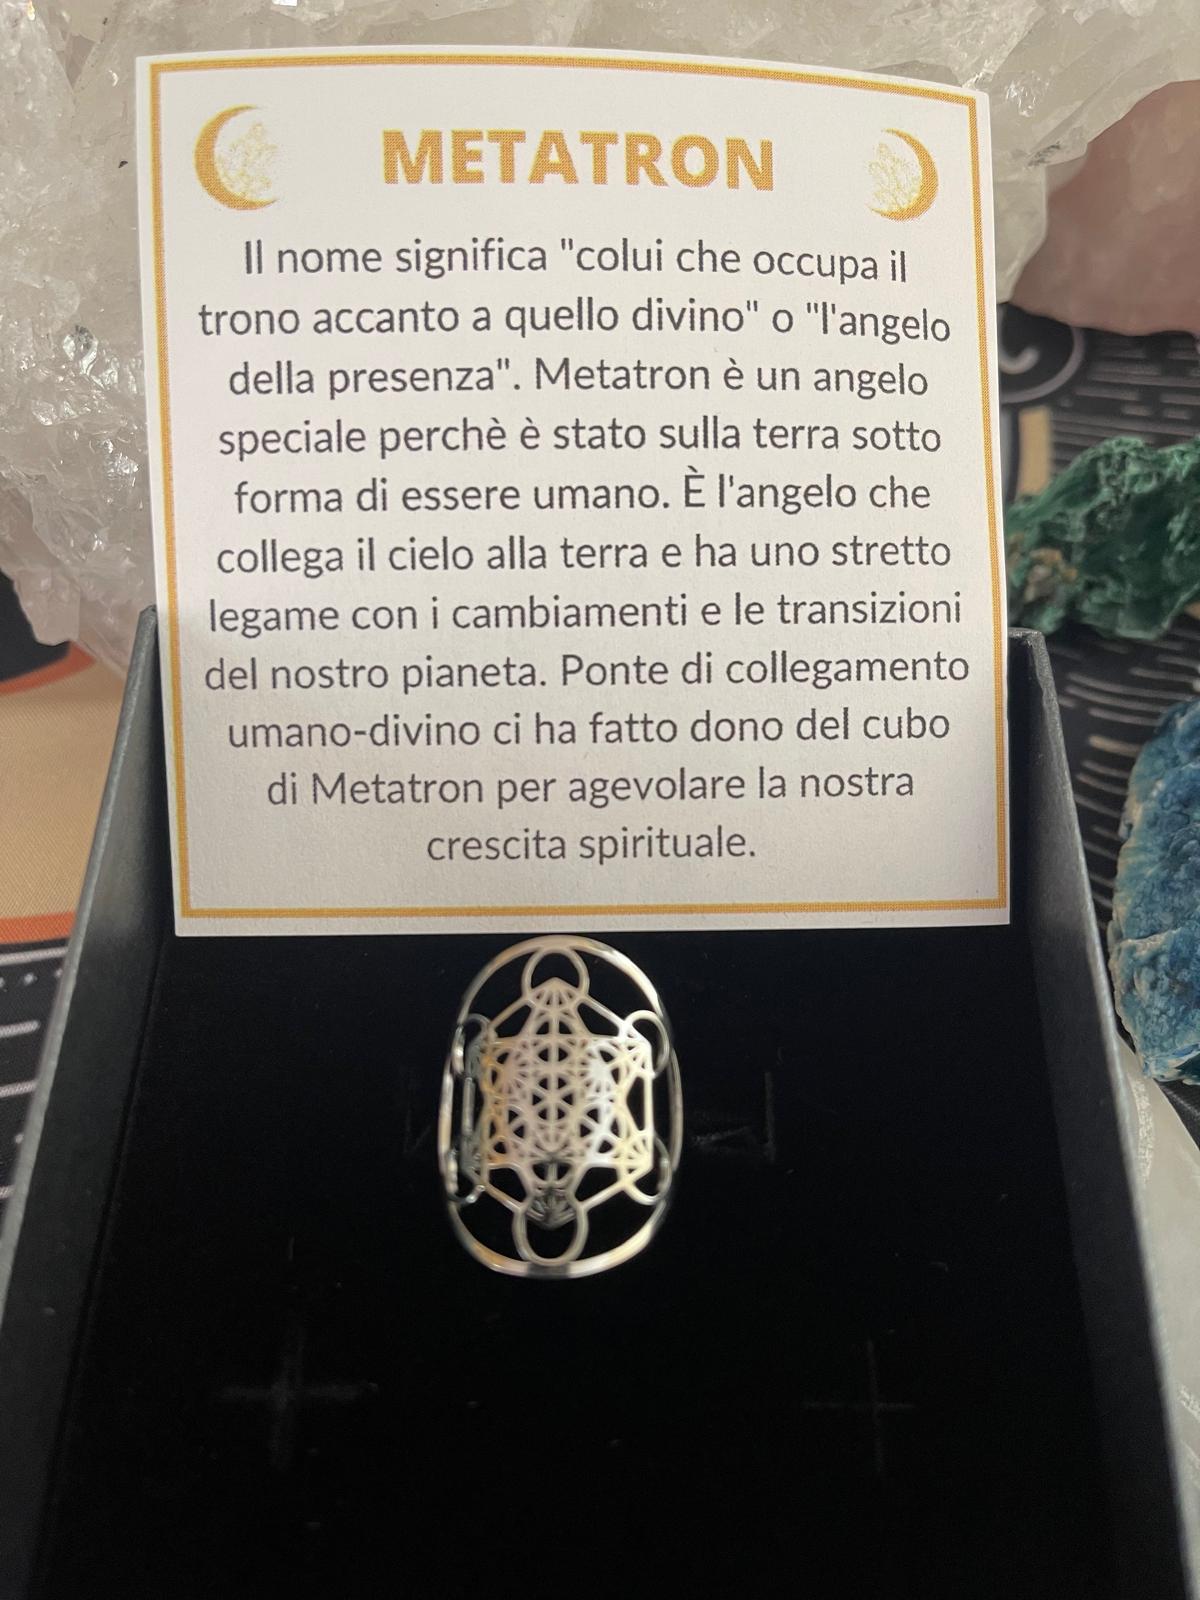 METATRON
Il nome significa "colui che occupa il
trono accanto a quello divino" o "l'angelo
della presenza". Metatron è un angelo
speciale perchè è stato sulla terra sotto
forma di essere umano. È l'angelo che
collega il cielo alla terra e ha uno stretto
legame con i cambiamenti e le transizioni
del nostro pianeta. Ponte di collegamento
umano-divino ci ha fatto dono del cubo
di Metatron per agevolare la nostra
crescita spirituale.